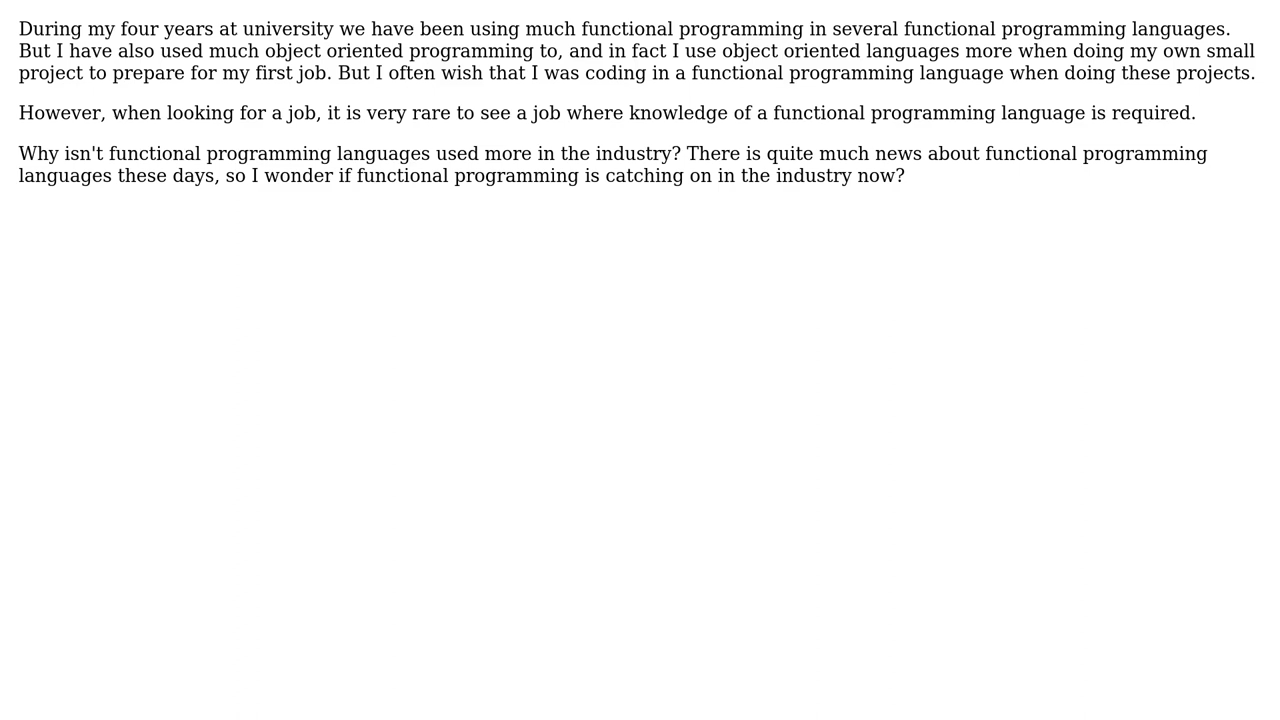 During my four years at university we have been using much functional programming in several functional programming languages.
But I have also used much object oriented programming to, and in fact I use object oriented languages more when doing my own small
project to prepare for my first job. But I often wish that I was coding in a functional programming language when doing these projects.
However, when looking for a job, it is very rare to see a job where knowledge of a functional programming language is required.
Why isn't functional programming languages used more in the industry? There is quite much news about functional programming
languages these days, so I wonder if functional programming is catching on in the industry now?